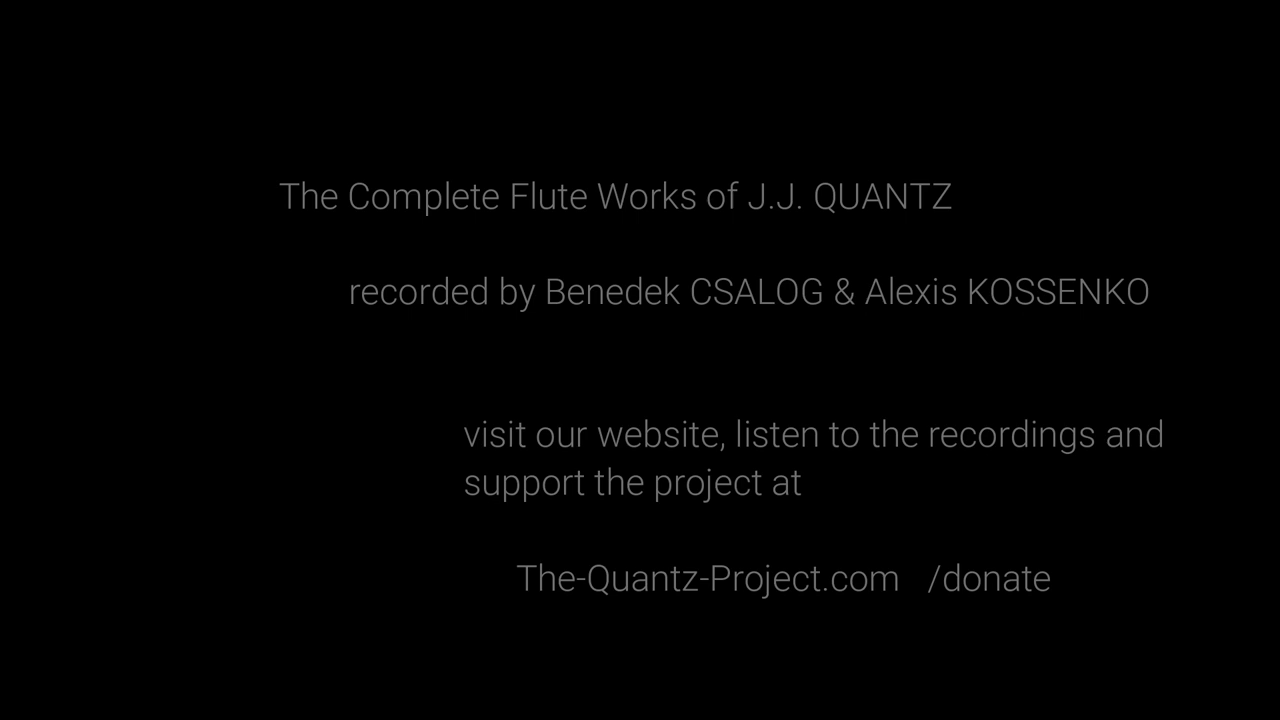 The Complete Flute Works of J.J. QUANTZ
recorded by Benedek CSALOG & Alexis KOSSENKO
visit our website, listen to the recordings and
support the project at
The-Quantz-Project.com /donate